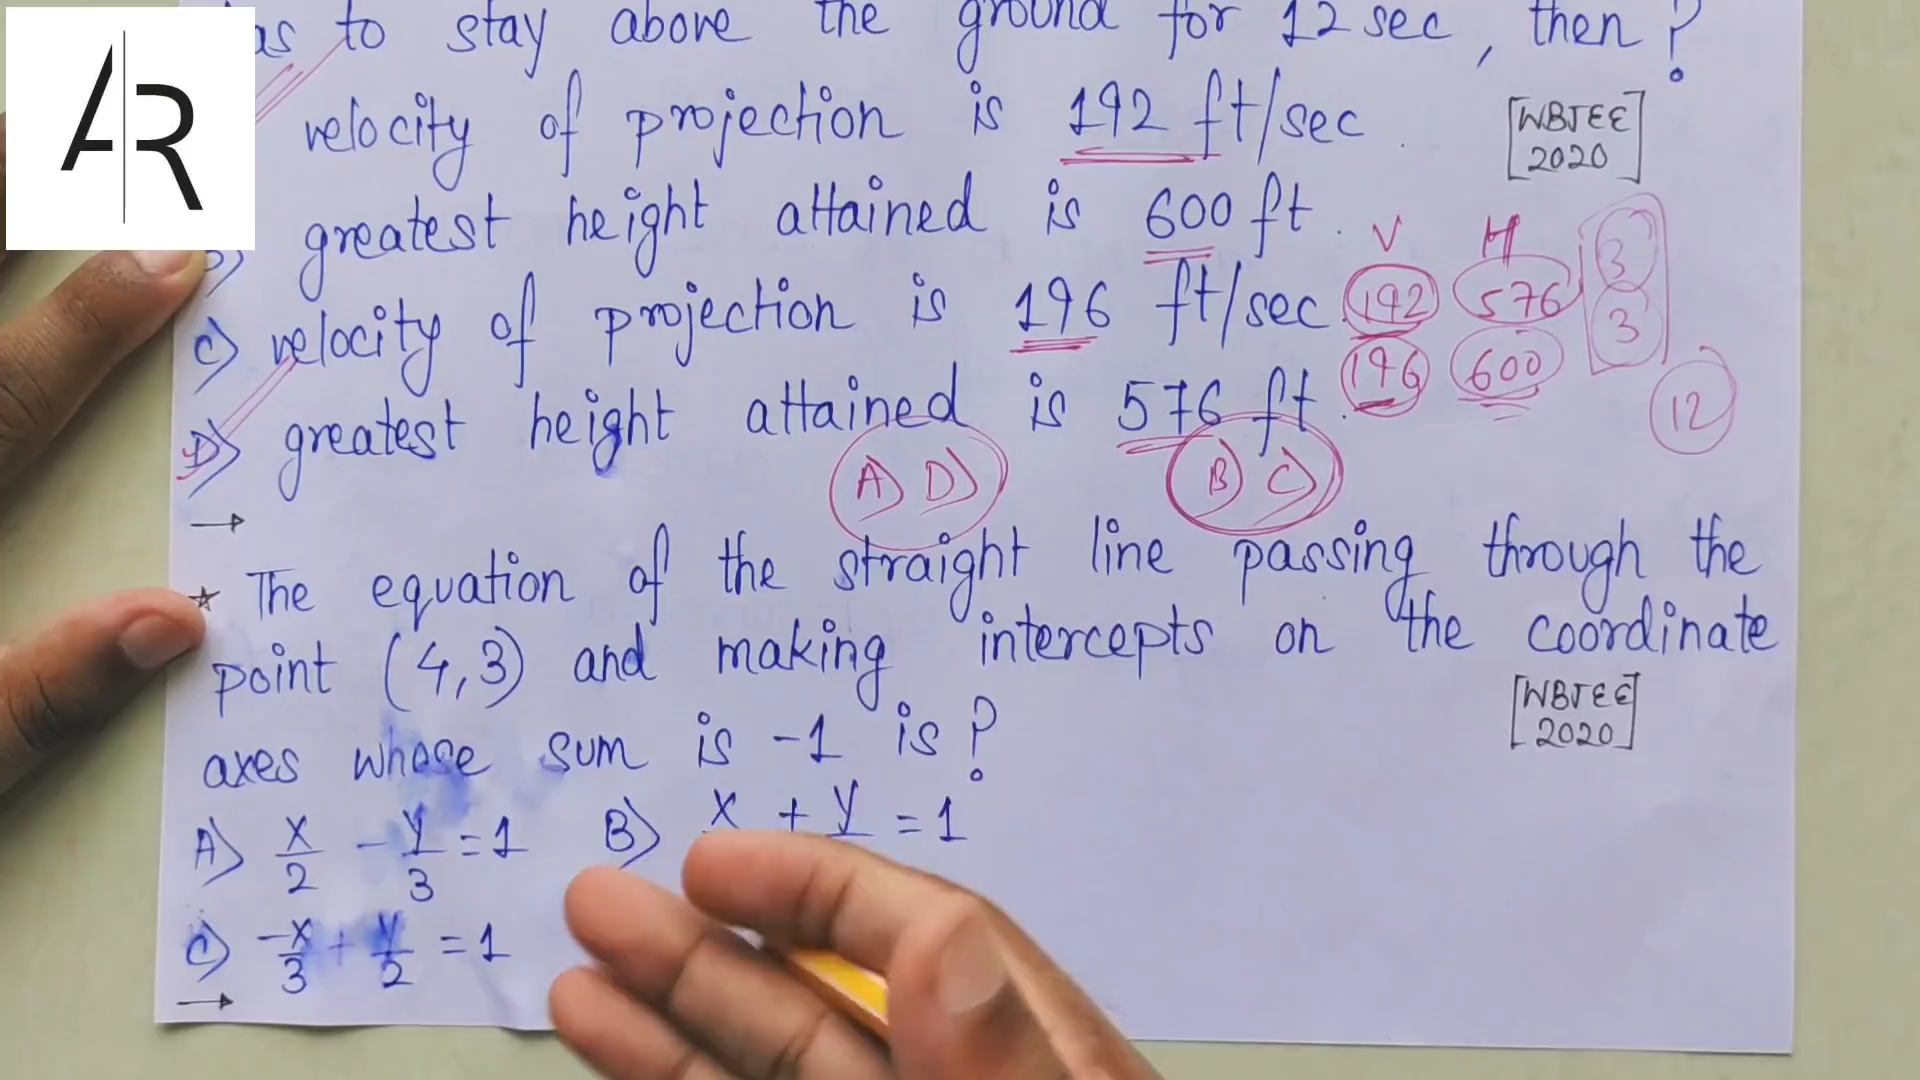 AR
as to stay above the ground for 12 sec, then?
velocity of projection is 192 ft/sec.
[WBJEE 2020]
greatest height attained is 600 ft.
V H
C) velocity of projection is 196 ft/sec
192 576 3
196 600 3
12
D) greatest height attained is 576 ft.
A) D) B) C)
→
* The equation of the straight line passing through the
point (4,3) and making intercepts on the coordinate
[WBJEE 2020]
axes whose sum is -1 is?
A) x/2 - y/3 = 1 B) x + y = 1
C) -x/3 + y/2 = 1
→